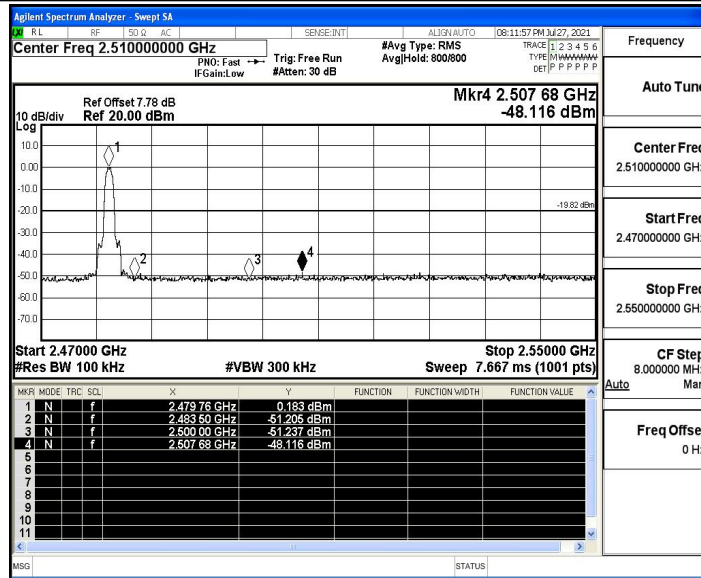 Agilent Spectrum Analyzer - Swept SA
RL RF 50 Ω AC SENSE:INT ALIGN AUTO 08:11:57 PM Jul 27, 2021
Center Freq 2.510000000 GHz
PNO: Fast
IFGain:Low
Trig: Free Run
#Atten: 30 dB
#Avg Type: RMS
Avg|Hold: 800/800
TRACE 1 2 3 4 5 6
TYPE M
DET P P P P P P
Ref Offset 7.78 dB
10 dB/div Ref 20.00 dBm
Log
Mkr4 2.507 68 GHz
-48.116 dBm
10.0
0.00
-10.0
-20.0
-30.0
-40.0
-50.0
-60.0
-70.0
1
2
3
4
-19.82 dBm
Start 2.47000 GHz Stop 2.55000 GHz
#Res BW 100 kHz #VBW 300 kHz Sweep 7.667 ms (1001 pts)
MKR MODE TRC SCL X Y FUNCTION FUNCTION WIDTH FUNCTION VALUE
1 N f 2.479 76 GHz 0.183 dBm
2 N f 2.483 50 GHz -51.205 dBm
3 N f 2.500 00 GHz -51.237 dBm
4 N f 2.507 68 GHz -48.116 dBm
5
6
7
8
9
10
11
MSG STATUS
Frequency
Auto Tune
Center Freq
2.510000000 GHz
Start Freq
2.470000000 GHz
Stop Freq
2.550000000 GHz
CF Step
8.000000 MHz
Auto Man
Freq Offset
0 Hz